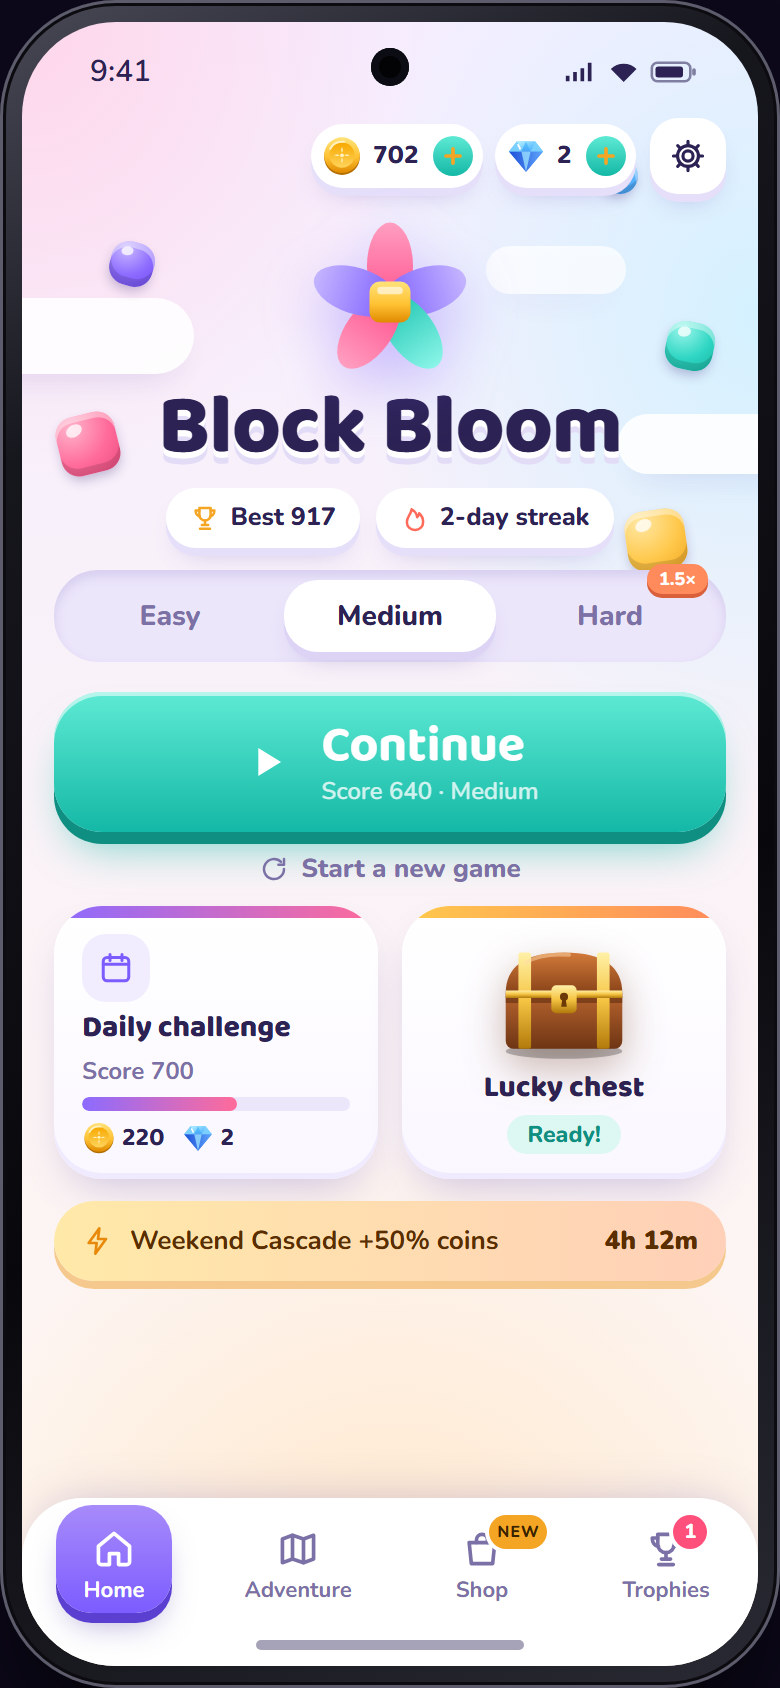 9:41
702
2
Block Bloom
Best 917
2-day streak
1.5×
Easy
Medium
Hard
Continue
Score 640 · Medium
Start a new game
Daily challenge
Score 700
220
2
Lucky chest
Ready!
Weekend Cascade +50% coins
4h 12m
Home
Adventure
NEW
Shop
1
Trophies